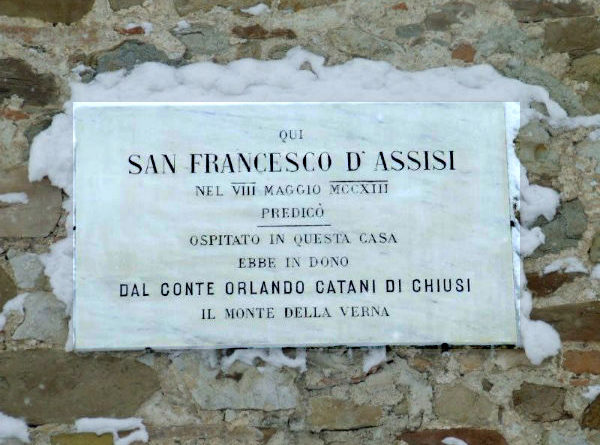 QUI
SAN FRANCESCO D'ASSISI
NEL VIII MAGGIO MCCXIII
PREDICÒ
OSPITATO IN QUESTA CASA
EBBE IN DONO
DAL CONTE ORLANDO CATANI DI CHIUSI
IL MONTE DELLA VERNA